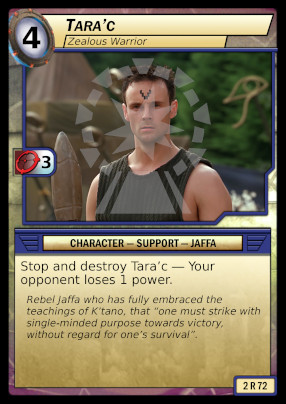 4
TARA'C
Zealous Warrior
3
CHARACTER – SUPPORT – JAFFA
Stop and destroy Tara'c — Your
opponent loses 1 power.
Rebel Jaffa who has fully embraced the
teachings of K'tano, that "one must strike with
single-minded purpose towards victory,
without regard for one's survival".
2 R 72